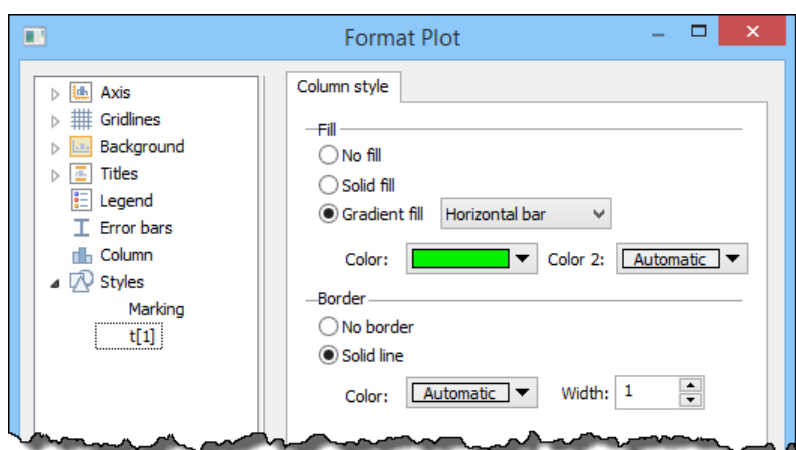 Format Plot
Axis
Gridlines
Background
Titles
Legend
Error bars
Column
Styles
Marking
t[1]
Column style
Fill
No fill
Solid fill
Gradient fill Horizontal bar
Color: Color 2: Automatic
Border
No border
Solid line
Color: Automatic Width: 1